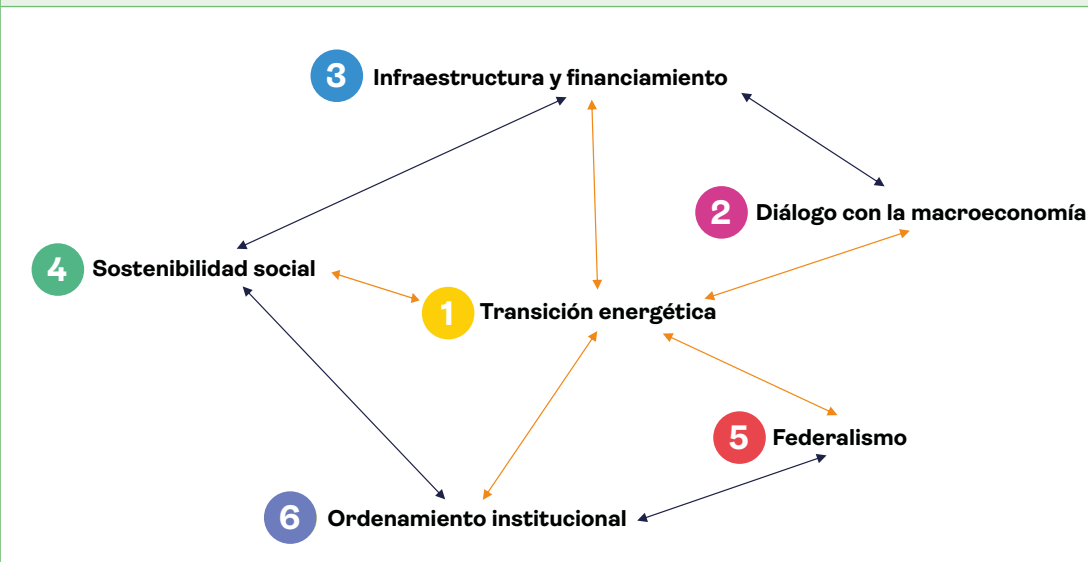 3 Infraestructura y financiamiento
2 Diálogo con la macroeconomía
4 Sostenibilidad social
1 Transición energética
5 Federalismo
6 Ordenamiento institucional